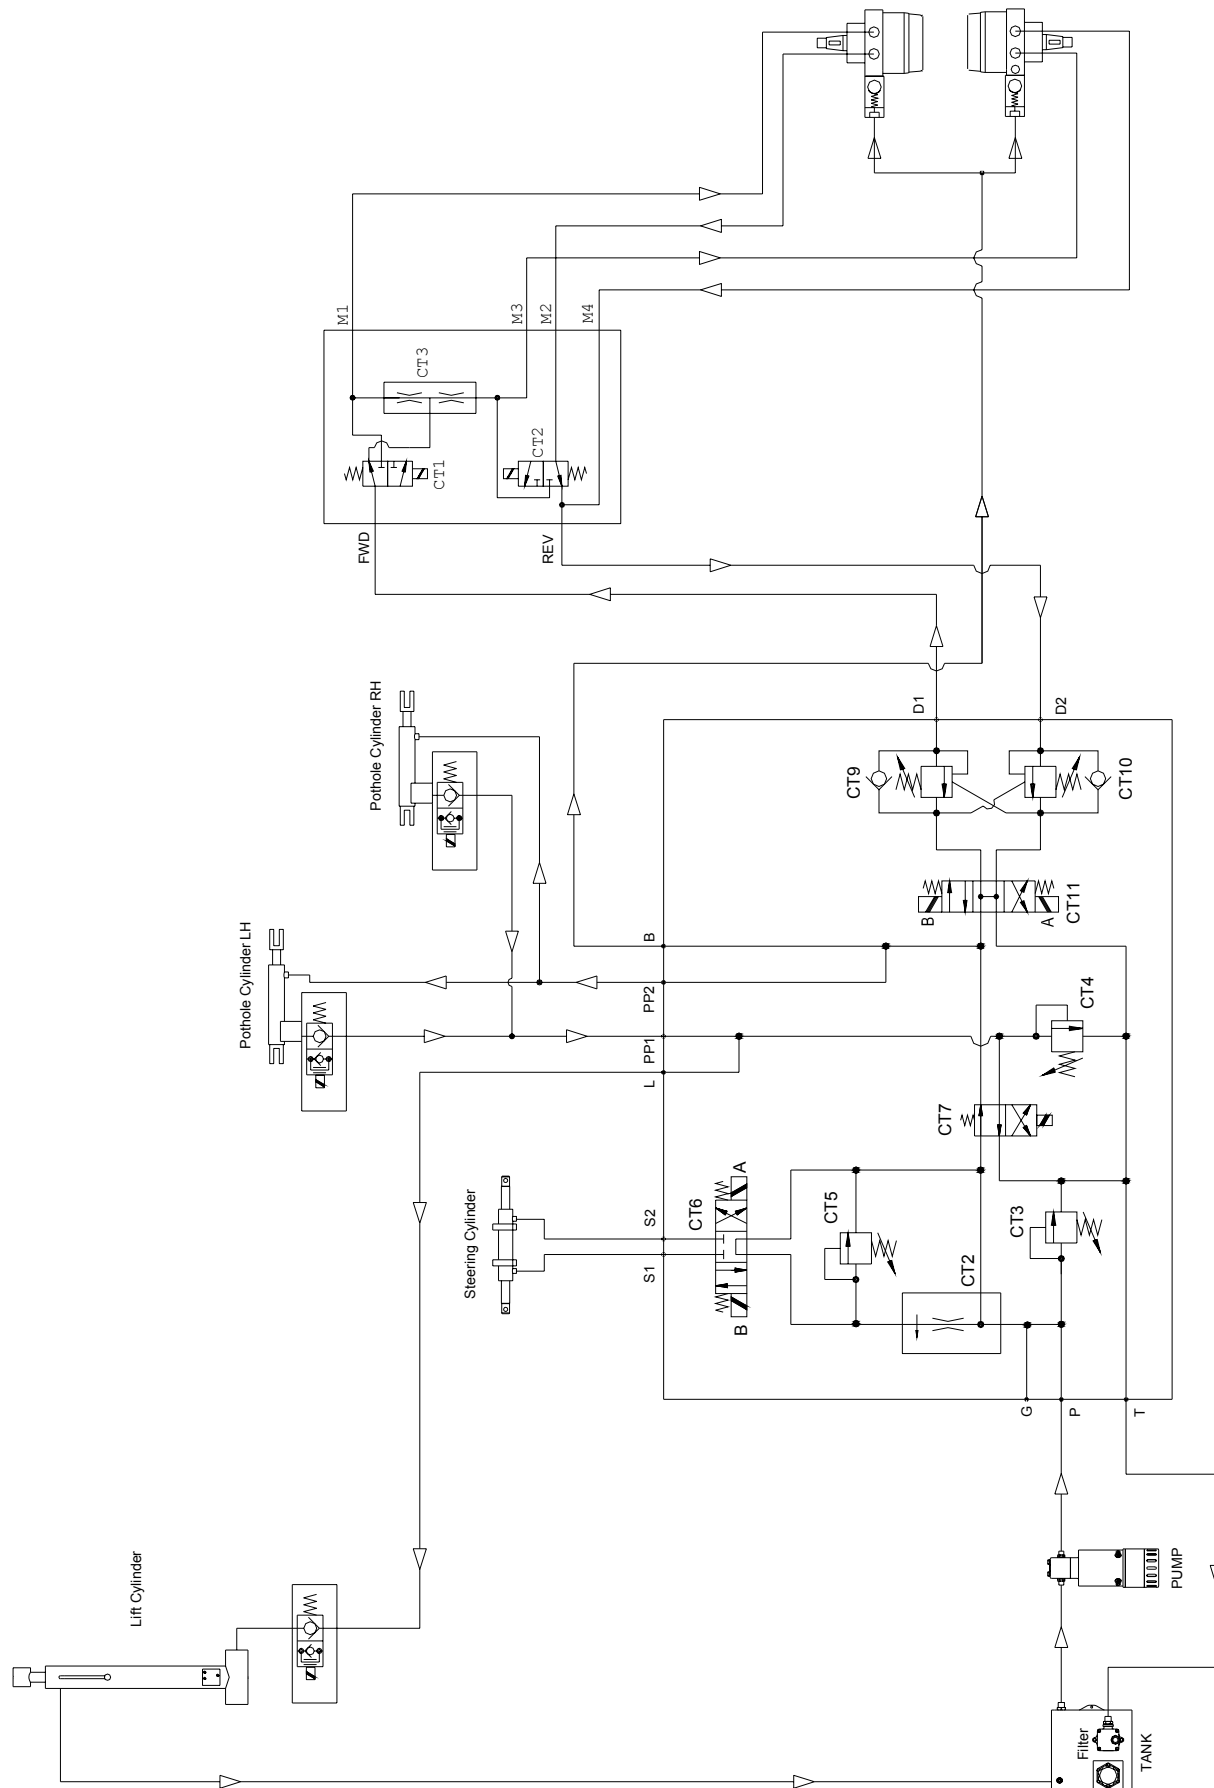 M1
M3
M2
M4
CT3
CT2
CT1
FWD
REV
Pothole Cylinder RH
D1
D2
CT9
CT10
Pothole Cylinder LH
B
CT11
A
B
PP2
PP1
L
CT4
CT7
Steering Cylinder
S2
S1
CT6
A
B
CT5
CT3
CT2
G
P
T
Lift Cylinder
PUMP
Filter
TANK